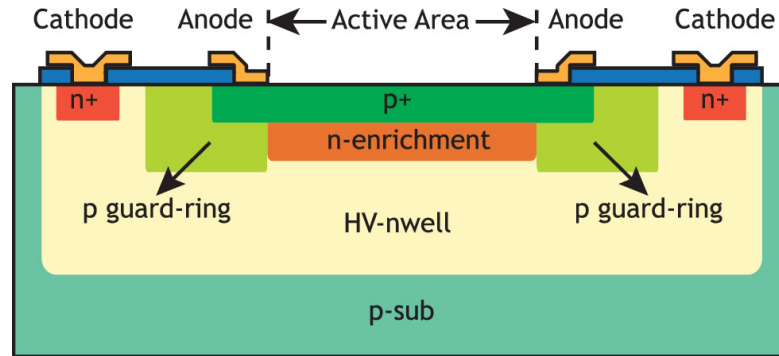 Cathode Anode Active Area Anode Cathode
n+ p+ n+
n-enrichment
p guard-ring p guard-ring
HV-nwell
p-sub